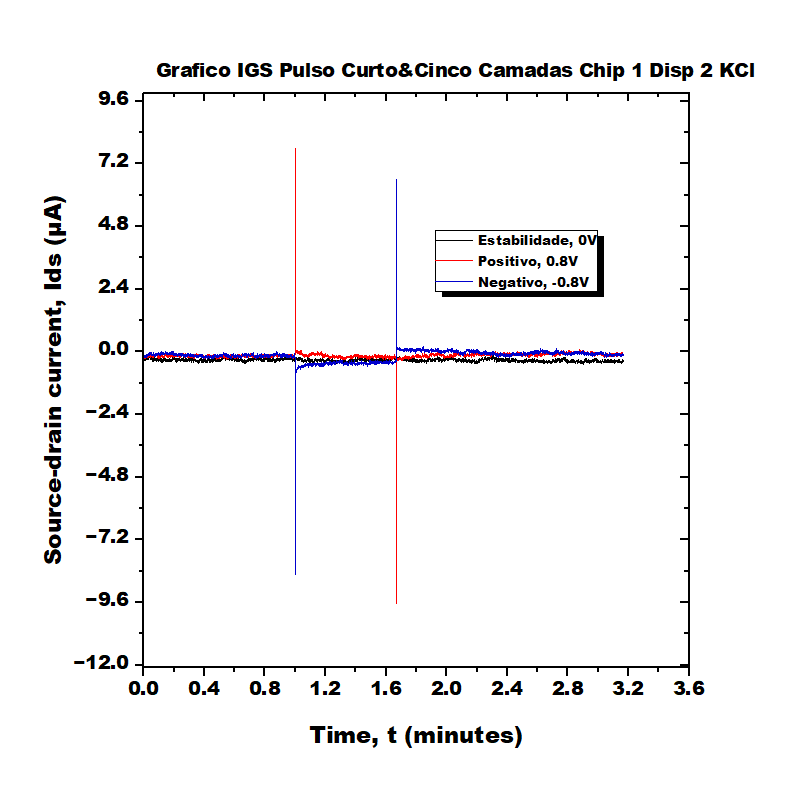 Grafico IGS Pulso Curto&Cinco Camadas Chip 1 Disp 2 KCl
9.6
7.2
4.8
2.4
0.0
−2.4
−4.8
−7.2
−9.6
−12.0
Source-drain current, Ids (µA)
Estabilidade, 0V
Positivo, 0.8V
Negativo, -0.8V
0.0 0.4 0.8 1.2 1.6 2.0 2.4 2.8 3.2 3.6
Time, t (minutes)